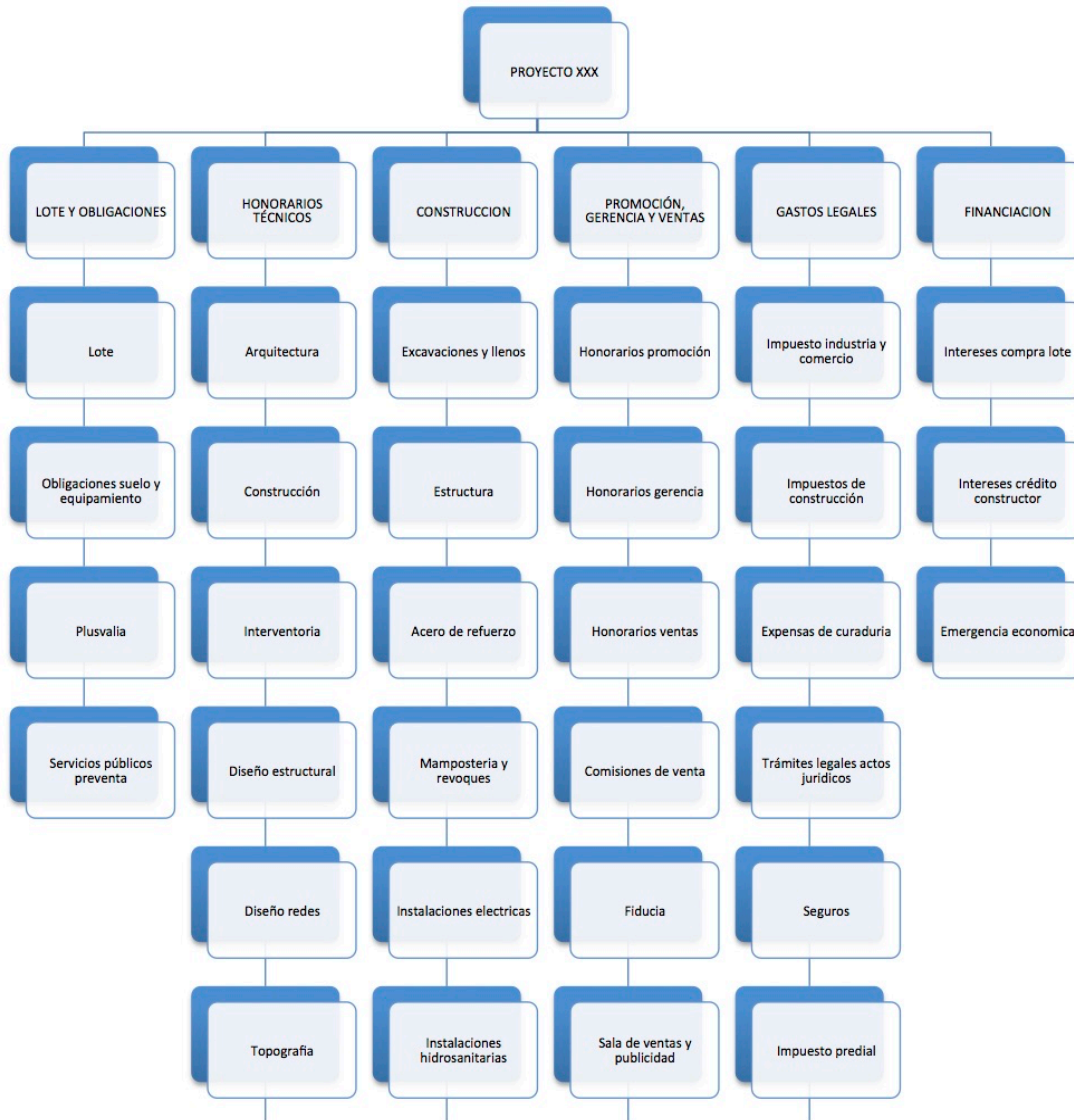 PROYECTO XXX
LOTE Y OBLIGACIONES
HONORARIOS
TÉCNICOS
CONSTRUCCION
PROMOCIÓN,
GERENCIA Y VENTAS
GASTOS LEGALES
FINANCIACION
Lote
Arquitectura
Excavaciones y llenos
Honorarios promoción
Impuesto industria y
comercio
Intereses compra lote
Obligaciones suelo y
equipamiento
Construcción
Estructura
Honorarios gerencia
Impuestos de
construcción
Intereses crédito
constructor
Plusvalia
Interventoria
Acero de refuerzo
Honorarios ventas
Expensas de curaduria
Emergencia economica
Servicios públicos
preventa
Diseño estructural
Mamposteria y
revoques
Comisiones de venta
Trámites legales actos
juridicos
Diseño redes
Instalaciones electricas
Fiducia
Seguros
Topografia
Instalaciones
hidrosanitarias
Sala de ventas y
publicidad
Impuesto predial